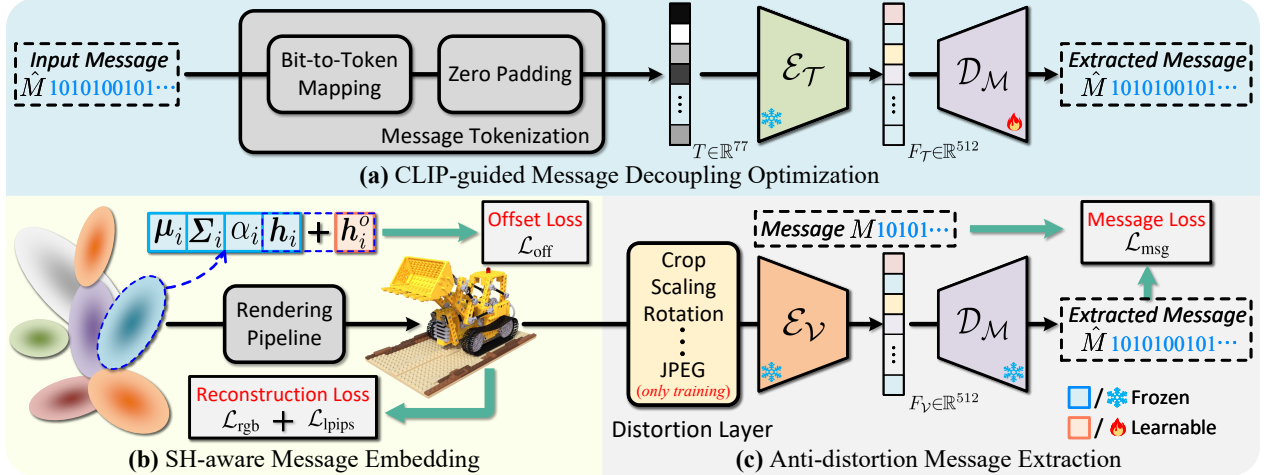 Input Message
M̂ 1010100101···
Bit-to-Token
Mapping
Zero Padding
Message Tokenization
T∈ℝ⁷⁷
ℰ_𝒯
F_𝒯∈ℝ⁵¹²
𝒟_ℳ
Extracted Message
M̂ 1010100101···
(a) CLIP-guided Message Decoupling Optimization
μ_i Σ_i α_i h_i + h_i^o
Offset Loss
ℒ_off
Rendering
Pipeline
Reconstruction Loss
ℒ_rgb + ℒ_lpips
(b) SH-aware Message Embedding
Crop
Scaling
Rotation
JPEG
(only training)
Distortion Layer
Message M 10101···
Message Loss
ℒ_msg
ℰ_𝒱
F_𝒱∈ℝ⁵¹²
𝒟_ℳ
Extracted Message
M̂ 1010100101···
/ Frozen
/ Learnable
(c) Anti-distortion Message Extraction